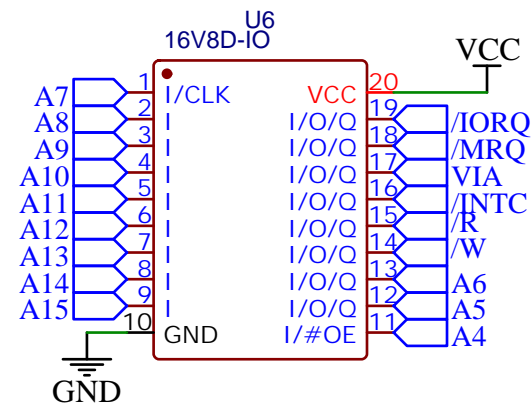 U6
16V8D-IO
VCC
A7 1 I/CLK VCC 20
A8 2 I I/O/Q 19 /IORQ
A9 3 I I/O/Q 18 /MRQ
A10 4 I I/O/Q 17 VIA
A11 5 I I/O/Q 16 /INTC
A12 6 I I/O/Q 15 /R
A13 7 I I/O/Q 14 /W
A14 8 I I/O/Q 13 A6
A15 9 I I/O/Q 12 A5
10 GND I/#OE 11 A4
GND